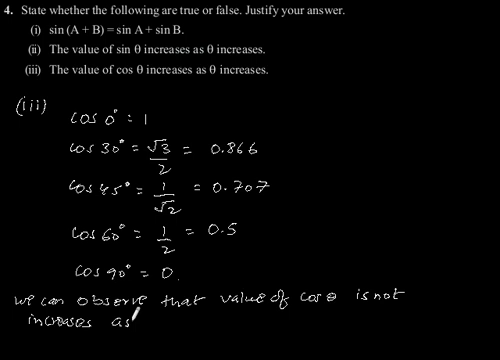 4. State whether the following are true or false. Justify your answer.
(i) sin (A + B) = sin A + sin B.
(ii) The value of sin θ increases as θ increases.
(iii) The value of cos θ increases as θ increases.
(iii)
cos 0° = 1
cos 30° = √3/2 = 0.866
cos 45° = 1/√2 = 0.707
cos 60° = 1/2 = 0.5
cos 90° = 0.
we can observe that value of cos θ is not
increases as